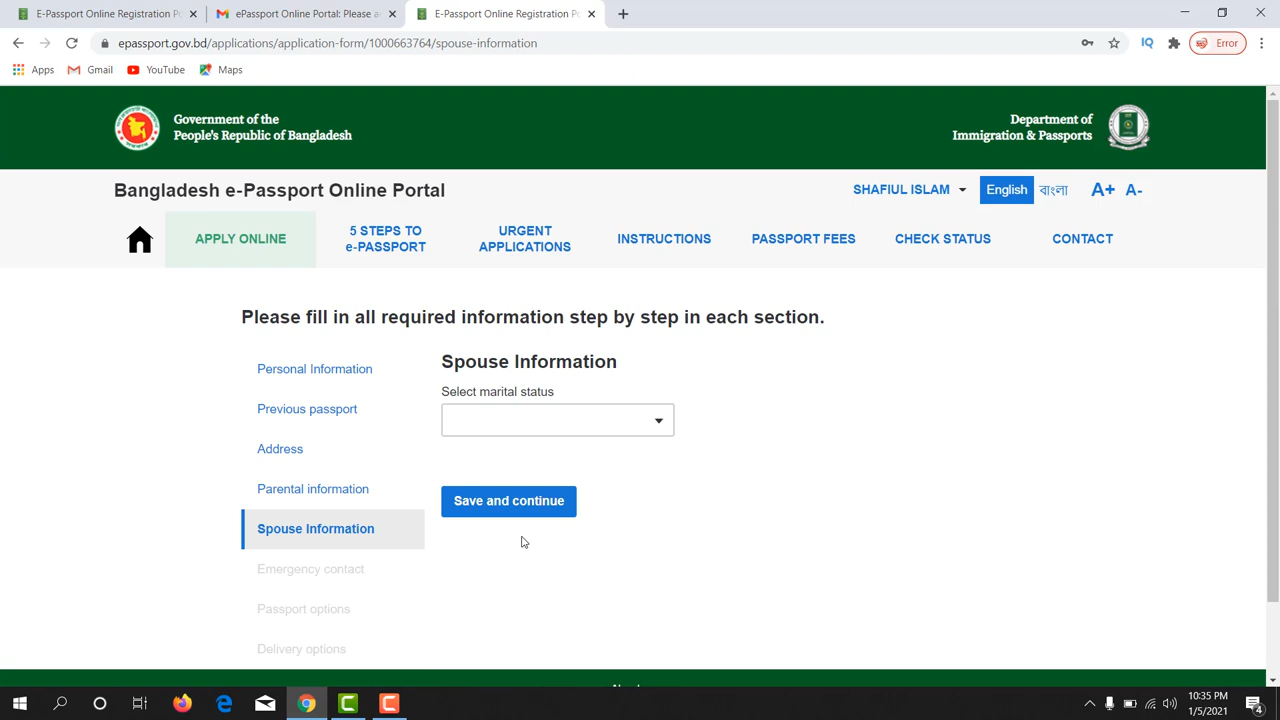 E-Passport Online Registration Po
ePassport Online Portal: Please a
E-Passport Online Registration Po
epassport.gov.bd/applications/application-form/1000663764/spouse-information
IQ
Error
Apps
Gmail
YouTube
Maps
Government of the
People's Republic of Bangladesh
Department of
Immigration & Passports
Bangladesh e-Passport Online Portal
SHAFIUL ISLAM
English
বাংলা
A+
A-
APPLY ONLINE
5 STEPS TO
e-PASSPORT
URGENT
APPLICATIONS
INSTRUCTIONS
PASSPORT FEES
CHECK STATUS
CONTACT
Please fill in all required information step by step in each section.
Personal Information
Previous passport
Address
Parental information
Spouse Information
Emergency contact
Passport options
Delivery options
Spouse Information
Select marital status
Save and continue
10:35 PM
1/5/2021
4